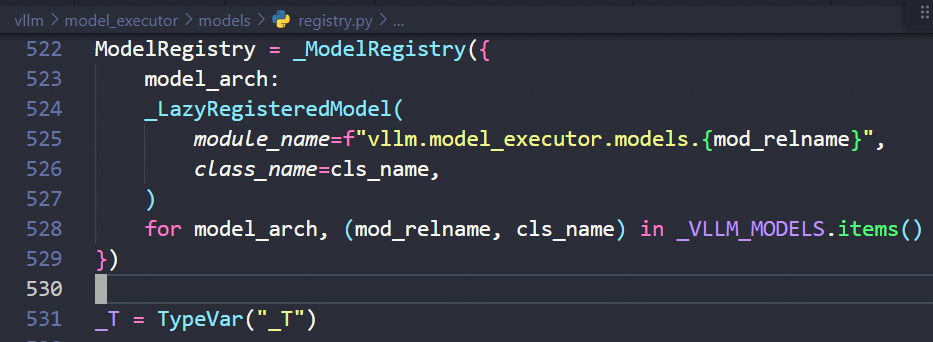 vllm > model_executor > models > registry.py > ...
522 ModelRegistry = _ModelRegistry({
523     model_arch:
524     _LazyRegisteredModel(
525         module_name=f"vllm.model_executor.models.{mod_relname}",
526         class_name=cls_name,
527     )
528     for model_arch, (mod_relname, cls_name) in _VLLM_MODELS.items()
529 })
530
531 _T = TypeVar("_T")